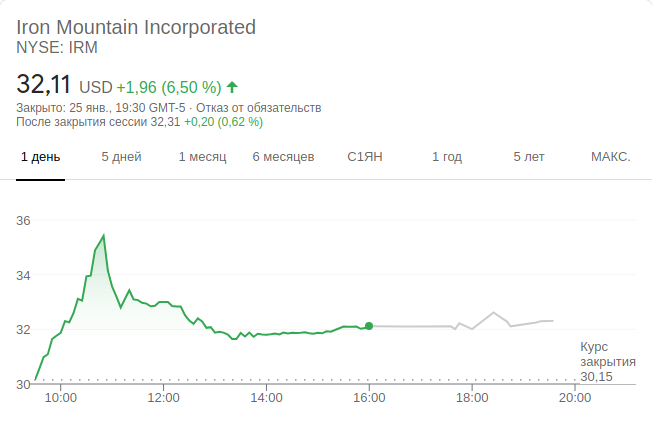 Iron Mountain Incorporated
NYSE: IRM
32,11 USD +1,96 (6,50 %)
Закрыто: 25 янв., 19:30 GMT-5 · Отказ от обязательств
После закрытия сессии 32,31 +0,20 (0,62 %)
1 день 5 дней 1 месяц 6 месяцев С1ЯН 1 год 5 лет МАКС.
36
34
32
Курс
закрытия
30,15
30
10:00 12:00 14:00 16:00 18:00 20:00